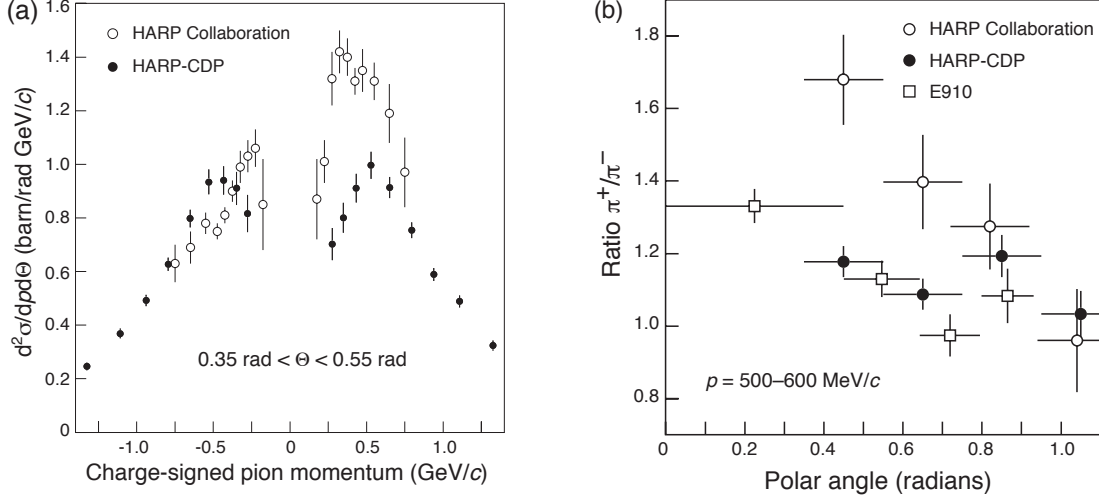 (a)
1.6
1.4
1.2
1.0
0.8
0.6
0.4
0.2
0
d²σ/dpdΘ (barn/rad GeV/c)
HARP Collaboration
HARP-CDP
0.35 rad < Θ < 0.55 rad
-1.0
-0.5
0
0.5
1.0
Charge-signed pion momentum (GeV/c)
(b)
1.8
1.6
1.4
1.2
1.0
0.8
Ratio π⁺/π⁻
HARP Collaboration
HARP-CDP
E910
p = 500–600 MeV/c
0
0.2
0.4
0.6
0.8
1.0
Polar angle (radians)